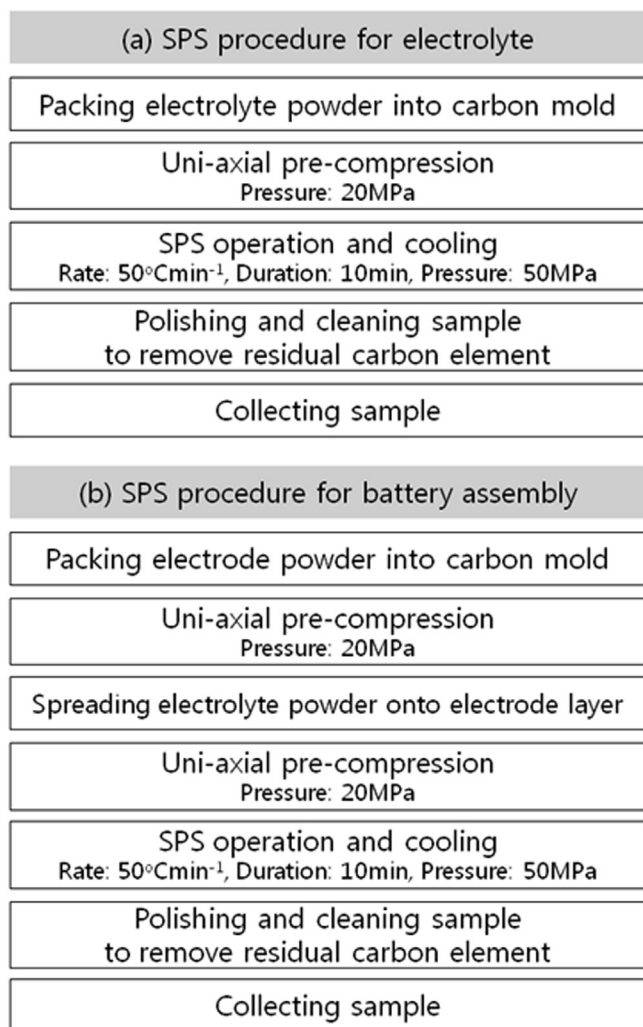 (a) SPS procedure for electrolyte
Packing electrolyte powder into carbon mold
Uni-axial pre-compression
Pressure: 20MPa
SPS operation and cooling
Rate: 50°Cmin⁻¹, Duration: 10min, Pressure: 50MPa
Polishing and cleaning sample
to remove residual carbon element
Collecting sample
(b) SPS procedure for battery assembly
Packing electrode powder into carbon mold
Uni-axial pre-compression
Pressure: 20MPa
Spreading electrolyte powder onto electrode layer
Uni-axial pre-compression
Pressure: 20MPa
SPS operation and cooling
Rate: 50°Cmin⁻¹, Duration: 10min, Pressure: 50MPa
Polishing and cleaning sample
to remove residual carbon element
Collecting sample